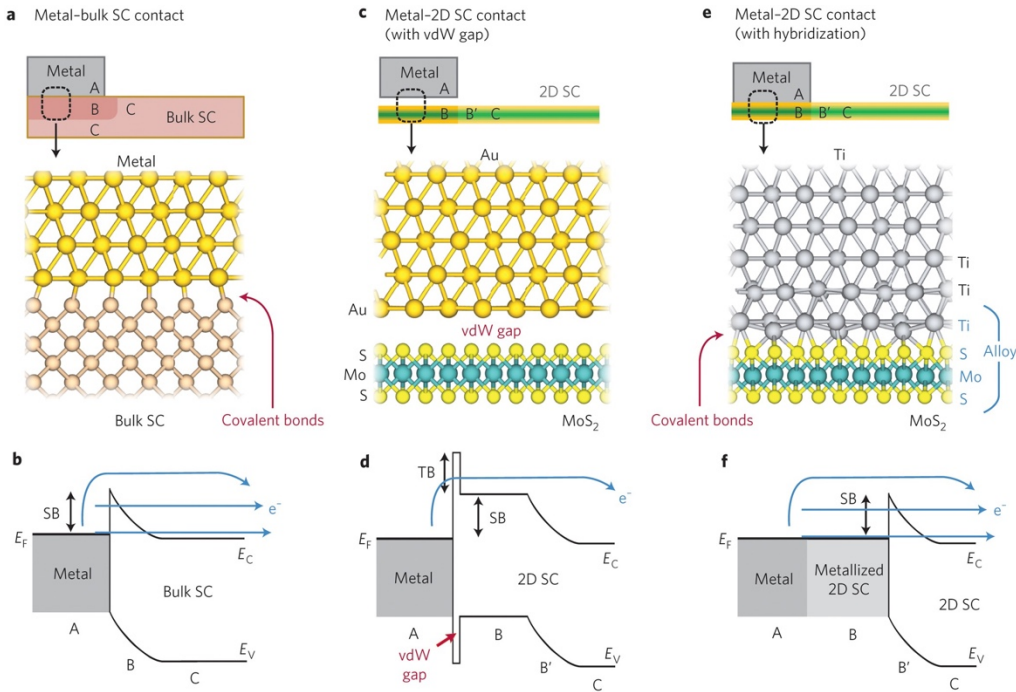 a Metal–bulk SC contact
Metal
A
B C
Bulk SC
C
Metal
Bulk SC
Covalent bonds
c Metal–2D SC contact
(with vdW gap)
Metal
A
2D SC
B B′ C
Au
Au
vdW gap
S
Mo
S
MoS₂
e Metal–2D SC contact
(with hybridization)
Metal
A
2D SC
B B′ C
Ti
Ti
Ti
Ti
S
Mo
S
Alloy
Covalent bonds
MoS₂
b
SB
e⁻
E_F
E_C
Metal
Bulk SC
A
B
C
E_V
d
TB
e⁻
SB
E_F
E_C
Metal
2D SC
A
B
vdW
gap
B′
E_V
C
f
SB
e⁻
E_F
E_C
Metal
Metallized
2D SC
2D SC
A
B
B′
E_V
C